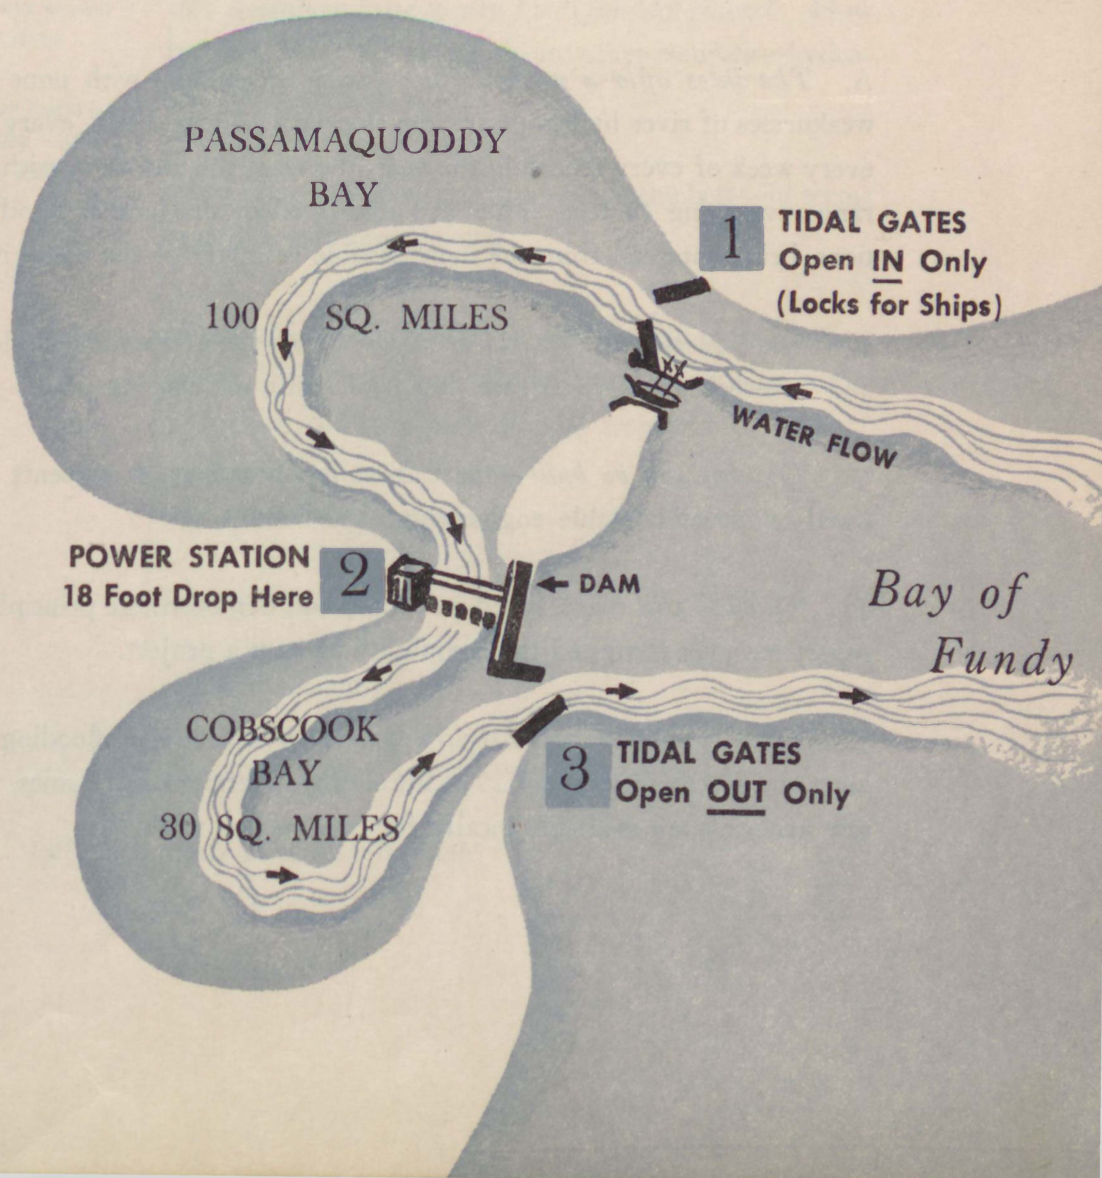 PASSAMAQUODDY
BAY
100 SQ. MILES
1
TIDAL GATES
Open IN Only
(Locks for Ships)
WATER FLOW
POWER STATION
18 Foot Drop Here
2
DAM
Bay of
Fundy
COBSCOOK
BAY
30 SQ. MILES
3
TIDAL GATES
Open OUT Only